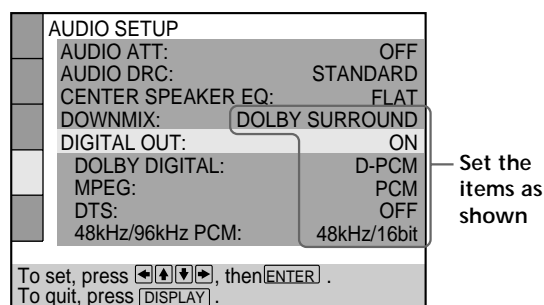 AUDIO SETUP
AUDIO ATT: OFF
AUDIO DRC: STANDARD
CENTER SPEAKER EQ: FLAT
DOWNMIX: DOLBY SURROUND
DIGITAL OUT: ON
DOLBY DIGITAL: D-PCM
MPEG: PCM
DTS: OFF
48kHz/96kHz PCM: 48kHz/16bit
To set, press ←↑↓→, then ENTER .
To quit, press DISPLAY .
Set the
items as
shown